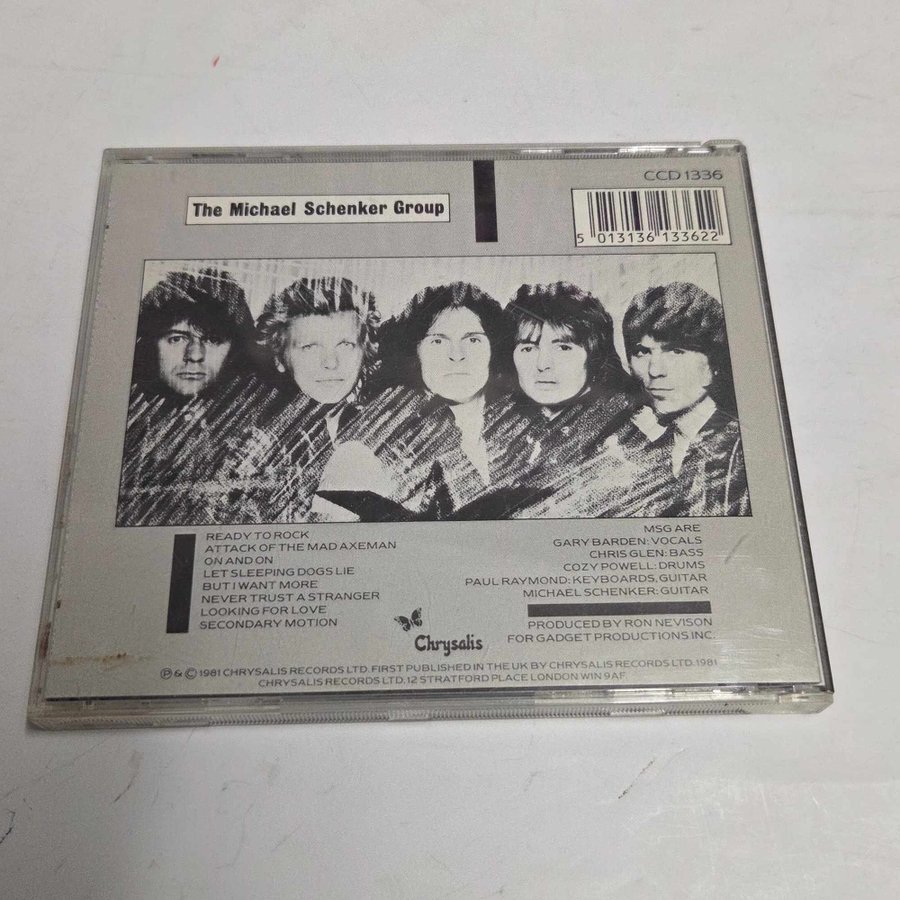 CCD 1336
The Michael Schenker Group
5 013136 133622
READY TO ROCK
ATTACK OF THE MAD AXEMAN
ON AND ON
LET SLEEPING DOGS LIE
BUT I WANT MORE
NEVER TRUST A STRANGER
LOOKING FOR LOVE
SECONDARY MOTION
MSG ARE
GARY BARDEN: VOCALS
CHRIS GLEN: BASS
COZY POWELL: DRUMS
PAUL RAYMOND: KEYBOARDS, GUITAR
MICHAEL SCHENKER: GUITAR
PRODUCED BY RON NEVISON
FOR GADGET PRODUCTIONS INC.
Chrysalis
℗ & © 1981 CHRYSALIS RECORDS LTD. FIRST PUBLISHED IN THE UK BY CHRYSALIS RECORDS LTD. 1981
CHRYSALIS RECORDS LTD. 12 STRATFORD PLACE LONDON WIN 9AF.